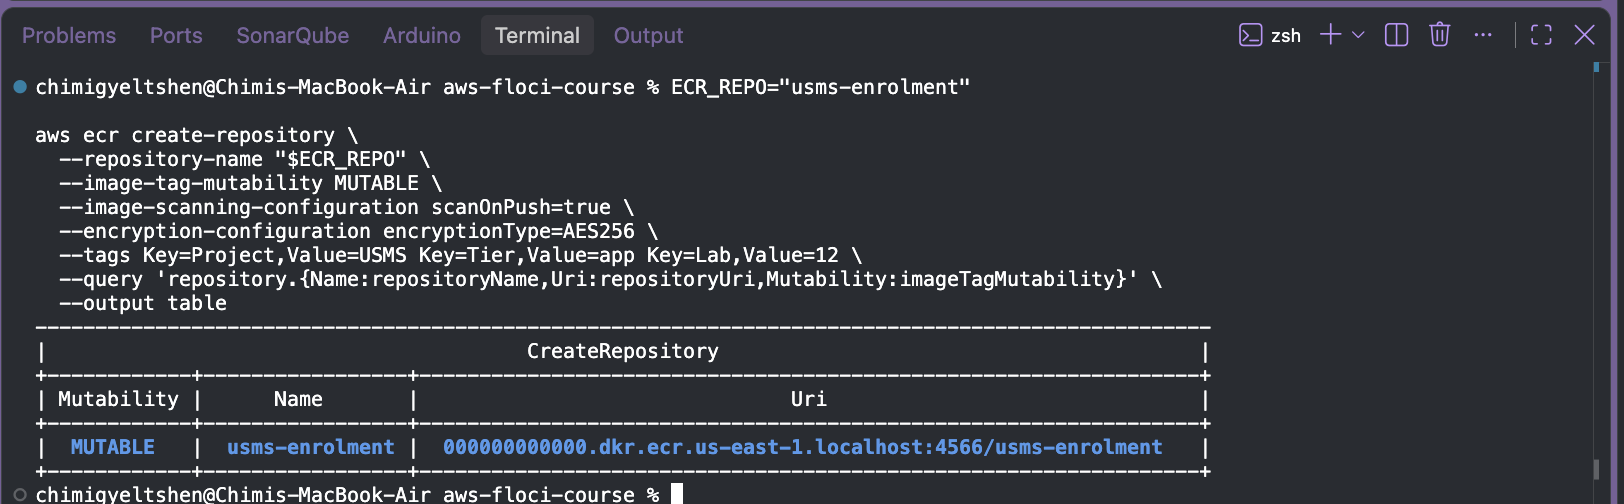 Problems Ports SonarQube Arduino Terminal Output zsh
chimigyeltshen@Chimis-MacBook-Air aws-floci-course % ECR_REPO="usms-enrolment"
aws ecr create-repository \
  --repository-name "$ECR_REPO" \
  --image-tag-mutability MUTABLE \
  --image-scanning-configuration scanOnPush=true \
  --encryption-configuration encryptionType=AES256 \
  --tags Key=Project,Value=USMS Key=Tier,Value=app Key=Lab,Value=12 \
  --query 'repository.{Name:repositoryName,Uri:repositoryUri,Mutability:imageTagMutability}' \
  --output table
| CreateRepository |
| Mutability | Name | Uri |
| MUTABLE | usms-enrolment | 000000000000.dkr.ecr.us-east-1.localhost:4566/usms-enrolment |
chimigyeltshen@Chimis-MacBook-Air aws-floci-course %